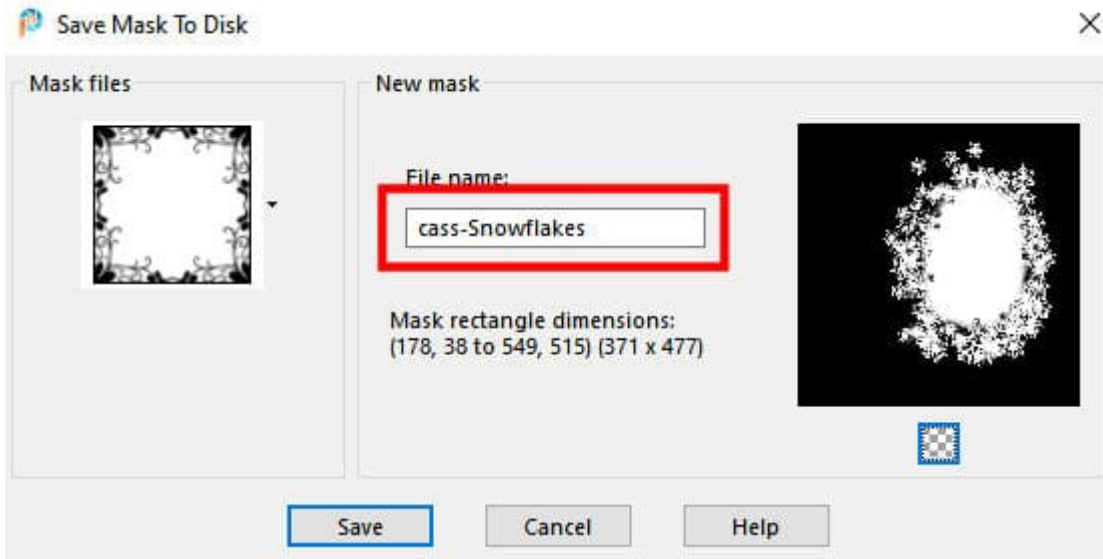 Save Mask To Disk
Mask files
New mask
File name:
cass-Snowflakes
Mask rectangle dimensions:
(178, 38 to 549, 515) (371 x 477)
Save
Cancel
Help